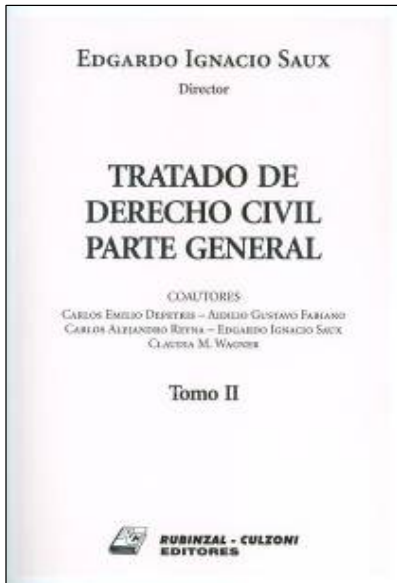 EDGARDO IGNACIO SAUX
Director
TRATADO DE
DERECHO CIVIL
PARTE GENERAL
COAUTORES
CARLOS EMILIO DEPETRIS – AIDILIO GUSTAVO FABIANO
CARLOS ALEJANDRO REYNA – EDGARDO IGNACIO SAUX
CLAUDIA M. WAGNER
Tomo II
RUBINZAL - CULZONI
EDITORES